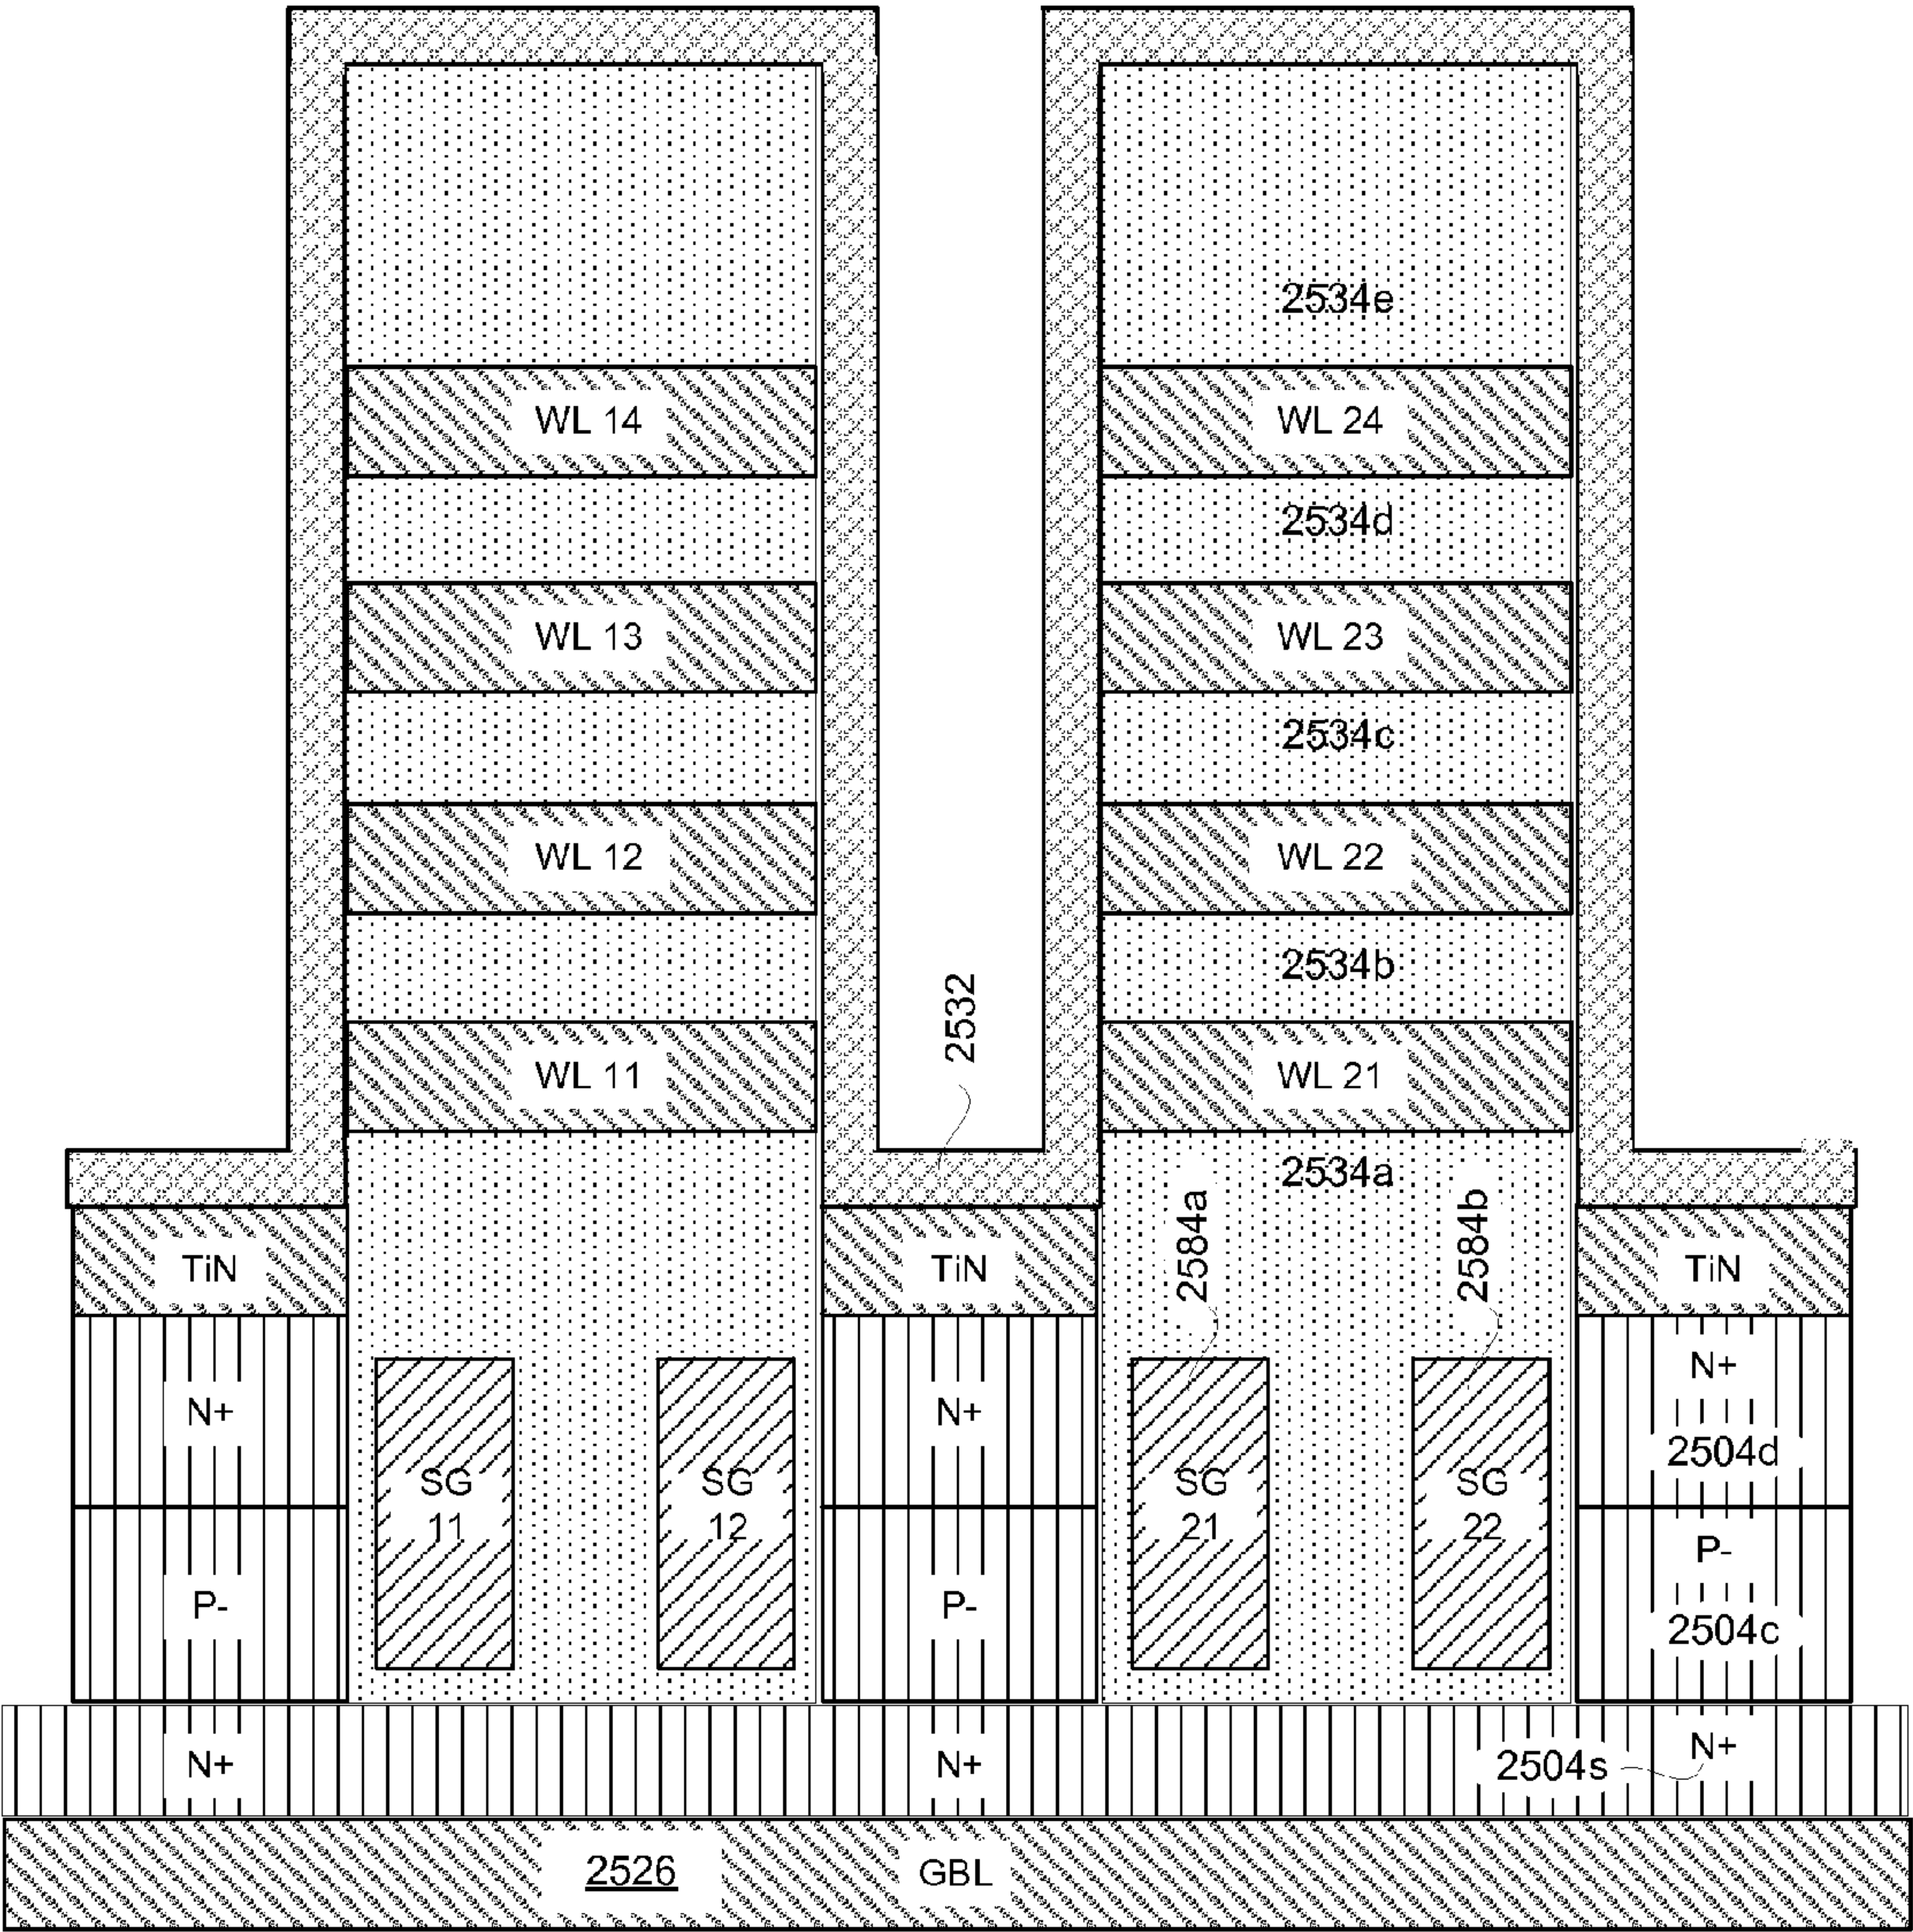 2534e
WL 14
WL 24
2534d
WL 13
WL 23
2534c
WL 12
WL 22
2534b
2532
WL 11
WL 21
2534a
2584a
2584b
TiN
TiN
TiN
N+
N+
N+
2504d
SG
11
SG
12
SG
21
SG
22
P-
P-
P-
2504c
N+
N+
N+
2504s
2526
GBL